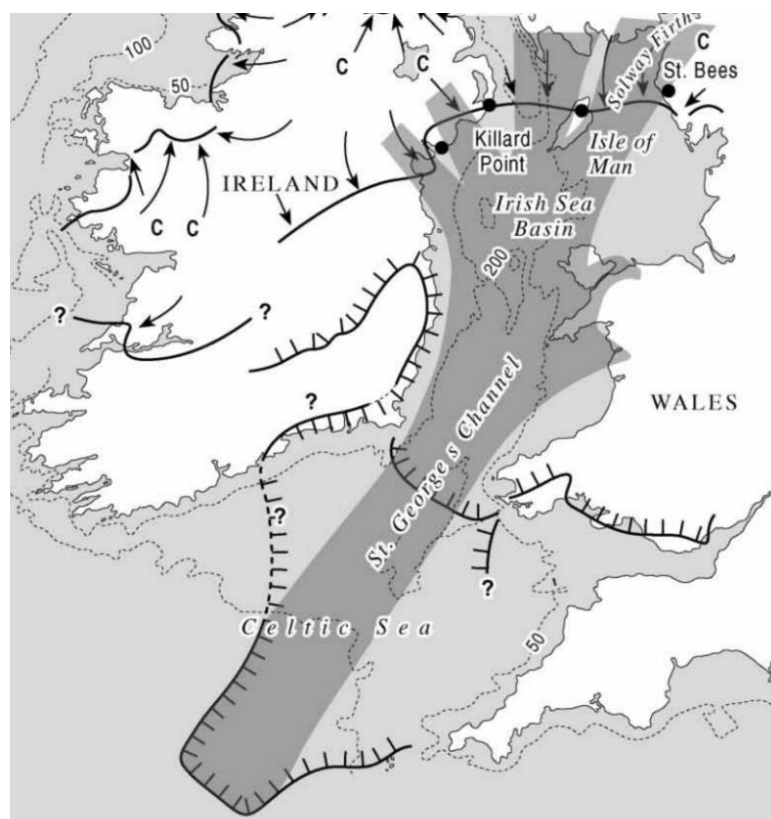 100
50
C
C
C
Solway Firth
St. Bees
Killard
Point
Isle of
Man
IRELAND
Irish Sea
Basin
C
C
200
?
?
?
WALES
St. George s Channel
?
?
Celtic Sea
50